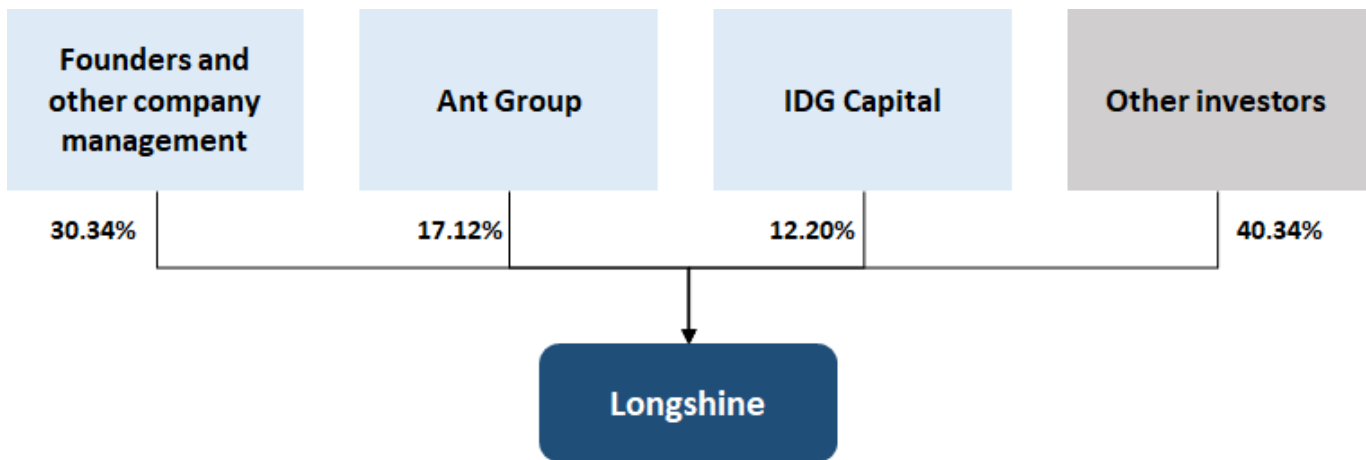 Founders and
other company
management
Ant Group
IDG Capital
Other investors
30.34%
17.12%
12.20%
40.34%
Longshine